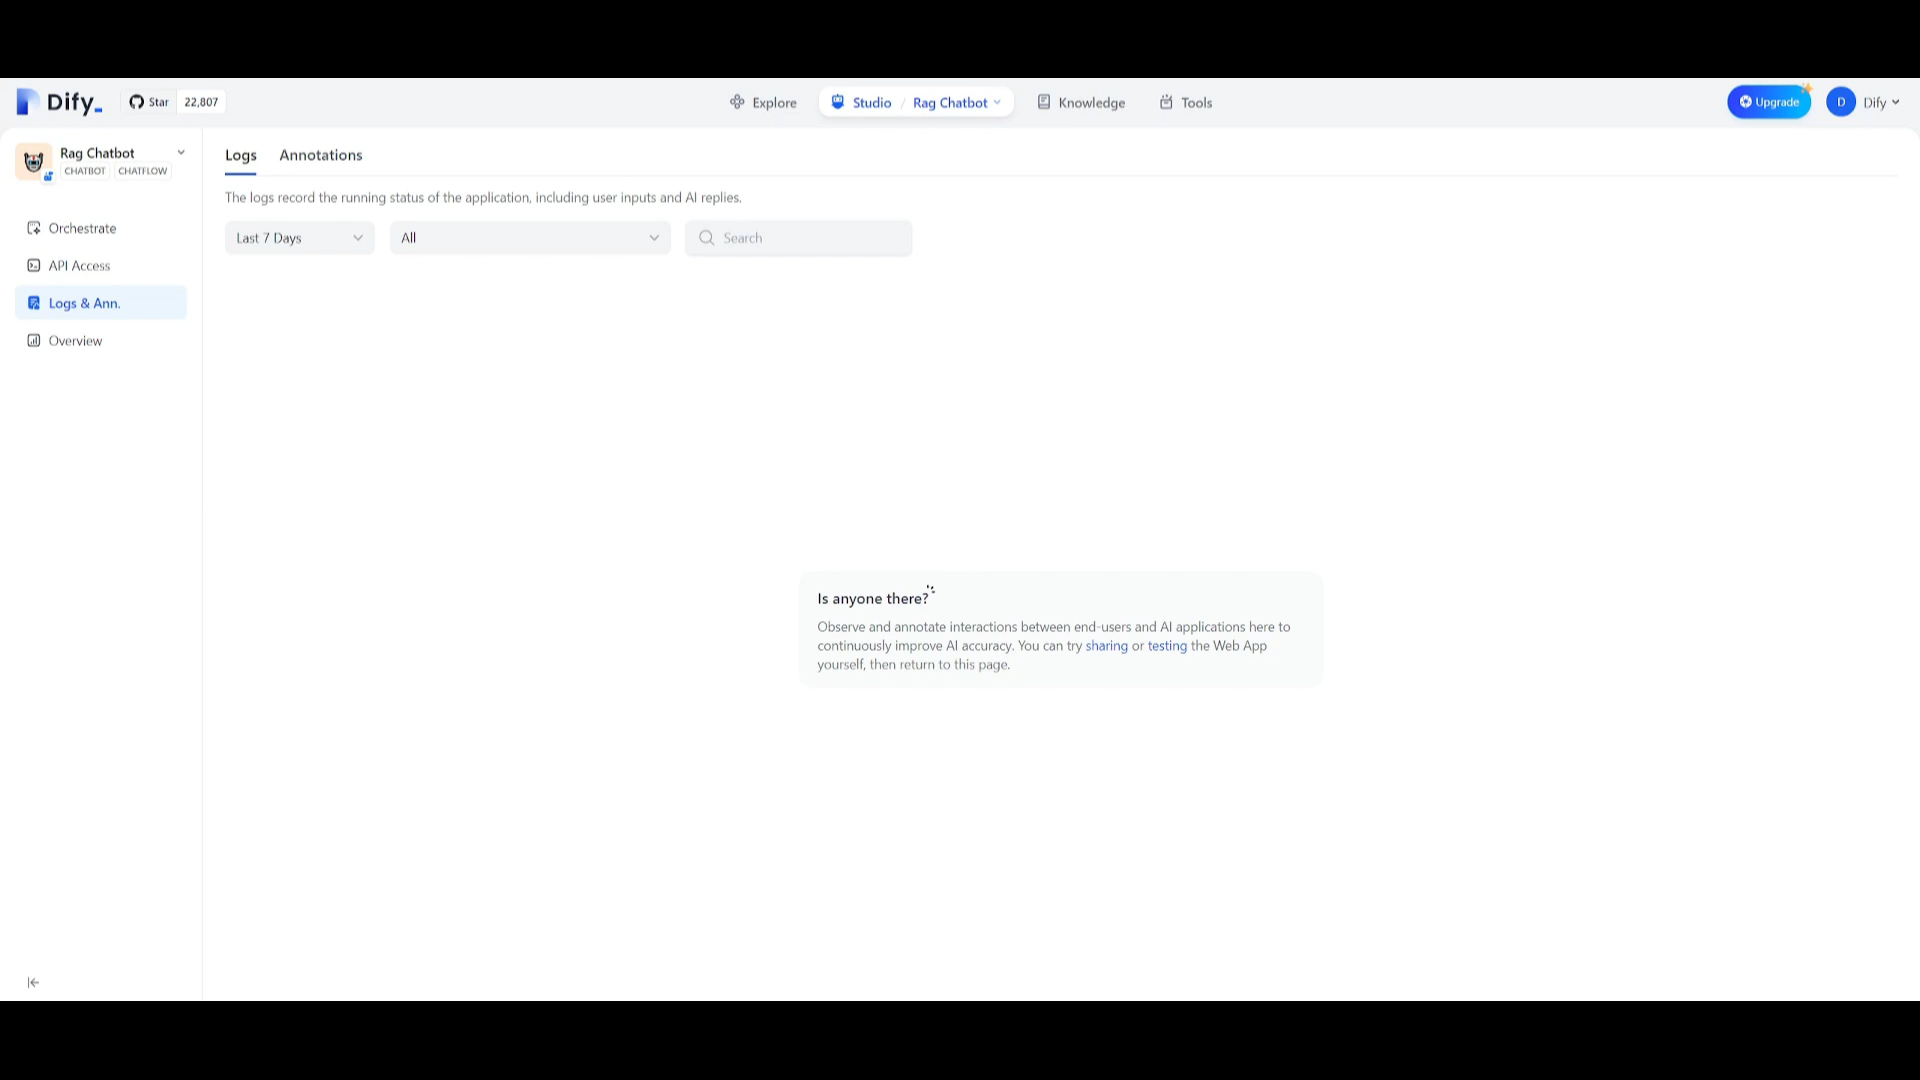 Dify_ Star 22,807 Explore Studio / Rag Chatbot Knowledge Tools Upgrade D Dify
Rag Chatbot
CHATBOT CHATFLOW
Orchestrate
API Access
Logs & Ann.
Overview
Logs Annotations
The logs record the running status of the application, including user inputs and AI replies.
Last 7 Days All Search
Is anyone there?
Observe and annotate interactions between end-users and AI applications here to
continuously improve AI accuracy. You can try sharing or testing the Web App
yourself, then return to this page.